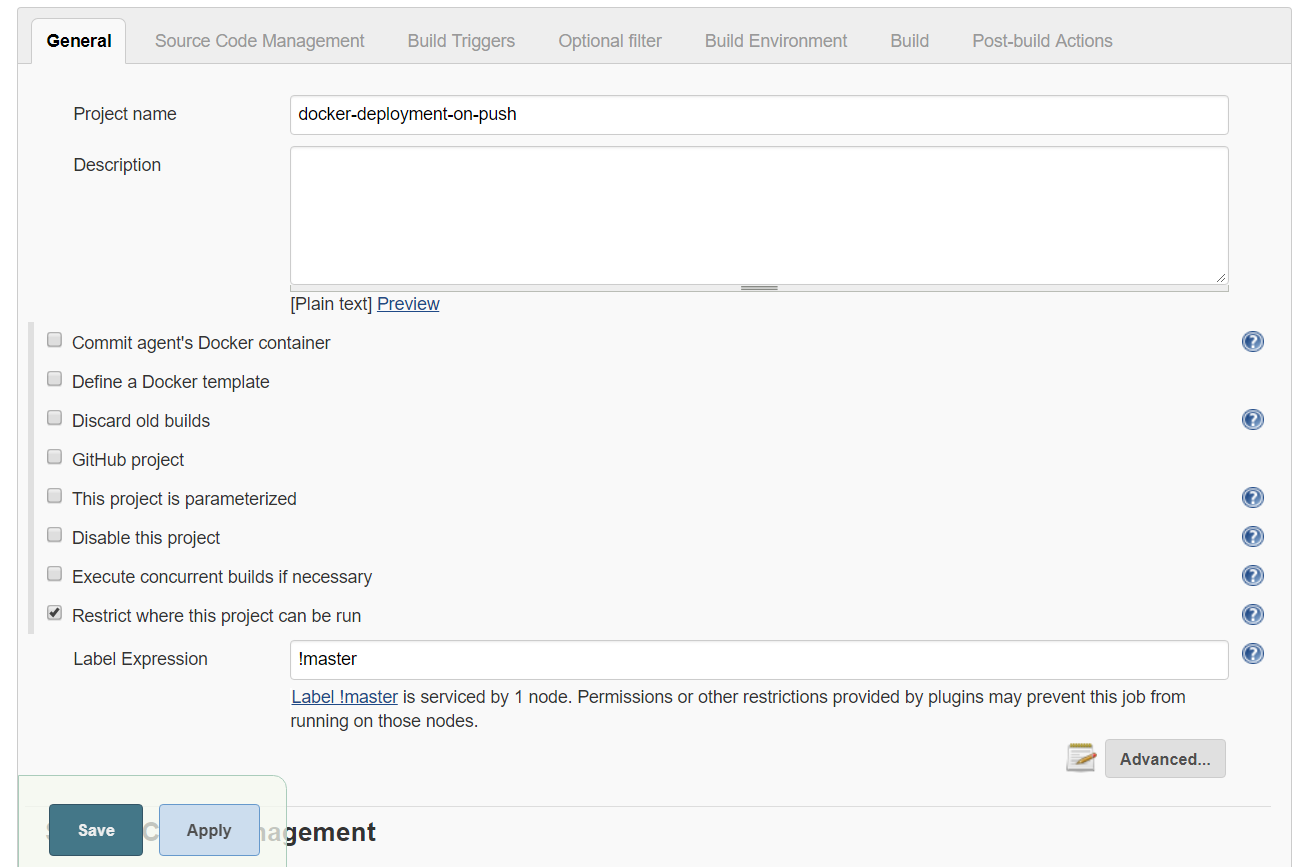 General Source Code Management Build Triggers Optional filter Build Environment Build Post-build Actions
Project name docker-deployment-on-push
Description
[Plain text] Preview
Commit agent's Docker container
Define a Docker template
Discard old builds
GitHub project
This project is parameterized
Disable this project
Execute concurrent builds if necessary
Restrict where this project can be run
Label Expression !master
Label !master is serviced by 1 node. Permissions or other restrictions provided by plugins may prevent this job from
running on those nodes.
Advanced...
Save Apply